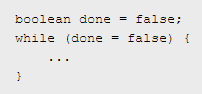 boolean done = false;
while (done = false) {
    ...
}